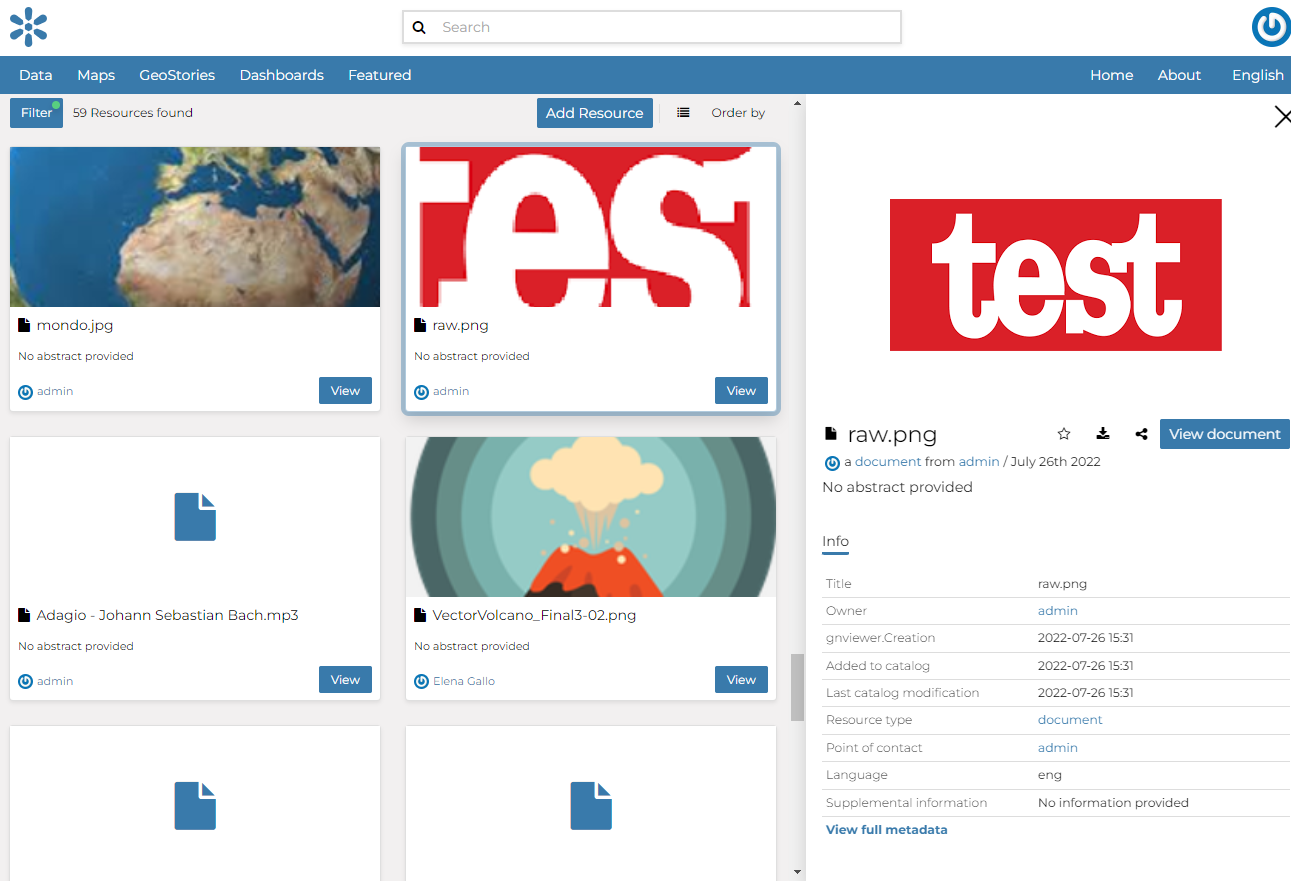 Search
Data Maps GeoStories Dashboards Featured Home About English
Filter 59 Resources found Add Resource Order by
test
test
mondo.jpg
No abstract provided
admin View
raw.png
No abstract provided
admin View
Adagio - Johann Sebastian Bach.mp3
No abstract provided
admin View
VectorVolcano_Final3-02.png
No abstract provided
Elena Gallo View
raw.png View document
a document from admin / July 26th 2022
No abstract provided
Info
Title raw.png
Owner admin
gnviewer.Creation 2022-07-26 15:31
Added to catalog 2022-07-26 15:31
Last catalog modification 2022-07-26 15:31
Resource type document
Point of contact admin
Language eng
Supplemental information No information provided
View full metadata